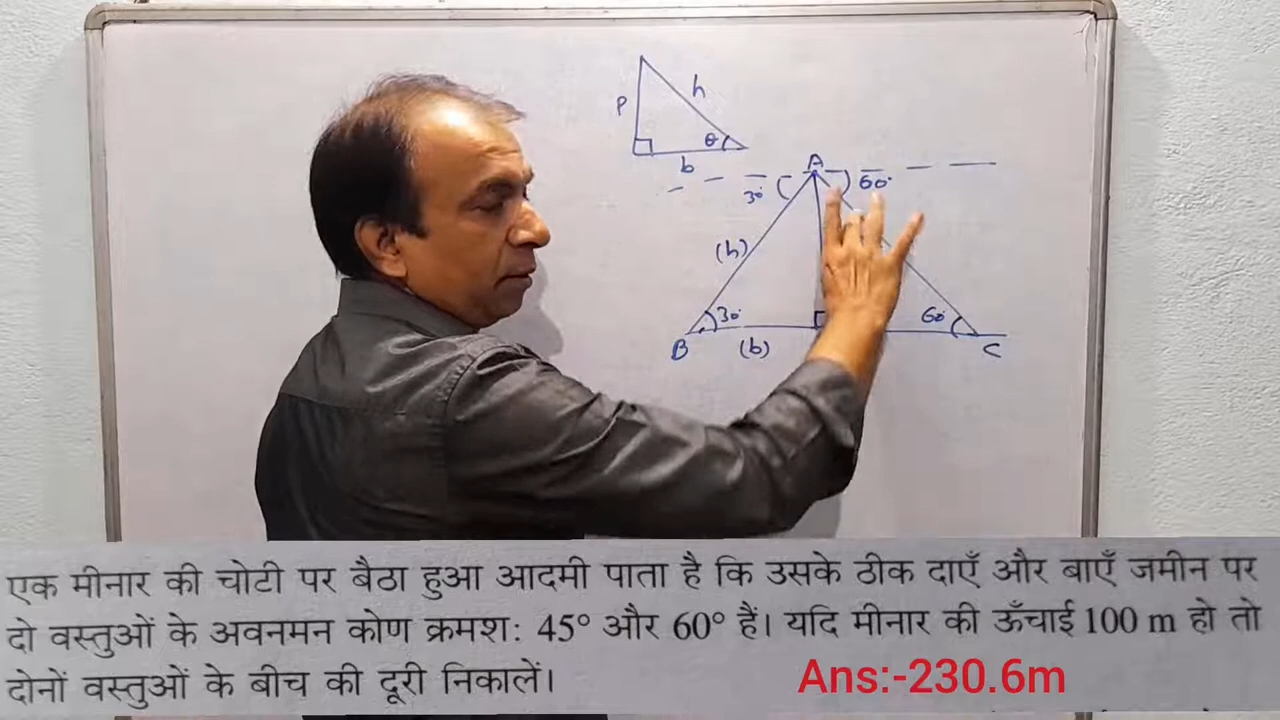 P
h
θ
b
A
30°
60°
(h)
30°
60°
B
(b)
C
एक मीनार की चोटी पर बैठा हुआ आदमी पाता है कि उसके ठीक दाएँ और बाएँ जमीन पर
दो वस्तुओं के अवनमन कोण क्रमश: 45° और 60° हैं। यदि मीनार की ऊँचाई 100 m हो तो
दोनों वस्तुओं के बीच की दूरी निकालें।
Ans:-230.6m